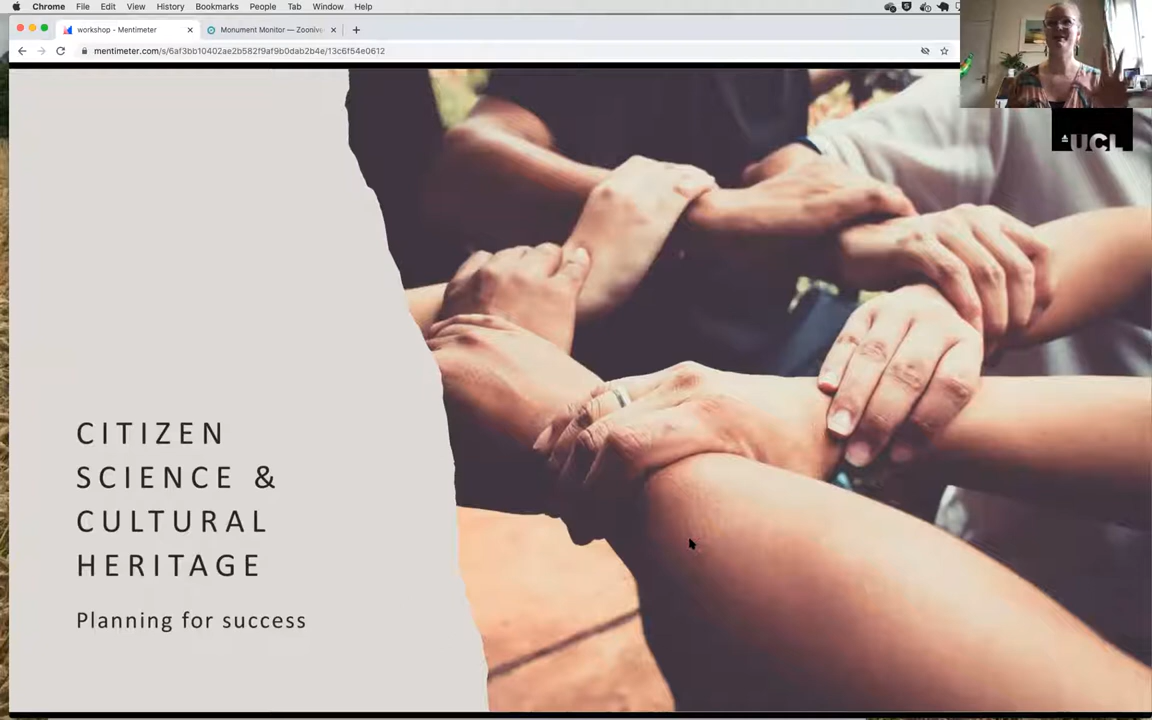 Chrome File Edit View History Bookmarks People Tab Window Help
workshop - Mentimeter
Monument Monitor — Zooniv
mentimeter.com/s/6af3bb10402ae2b582f9af9b0dab2b4e/13c6f54e0612
UCL
CITIZEN
SCIENCE &
CULTURAL
HERITAGE
Planning for success